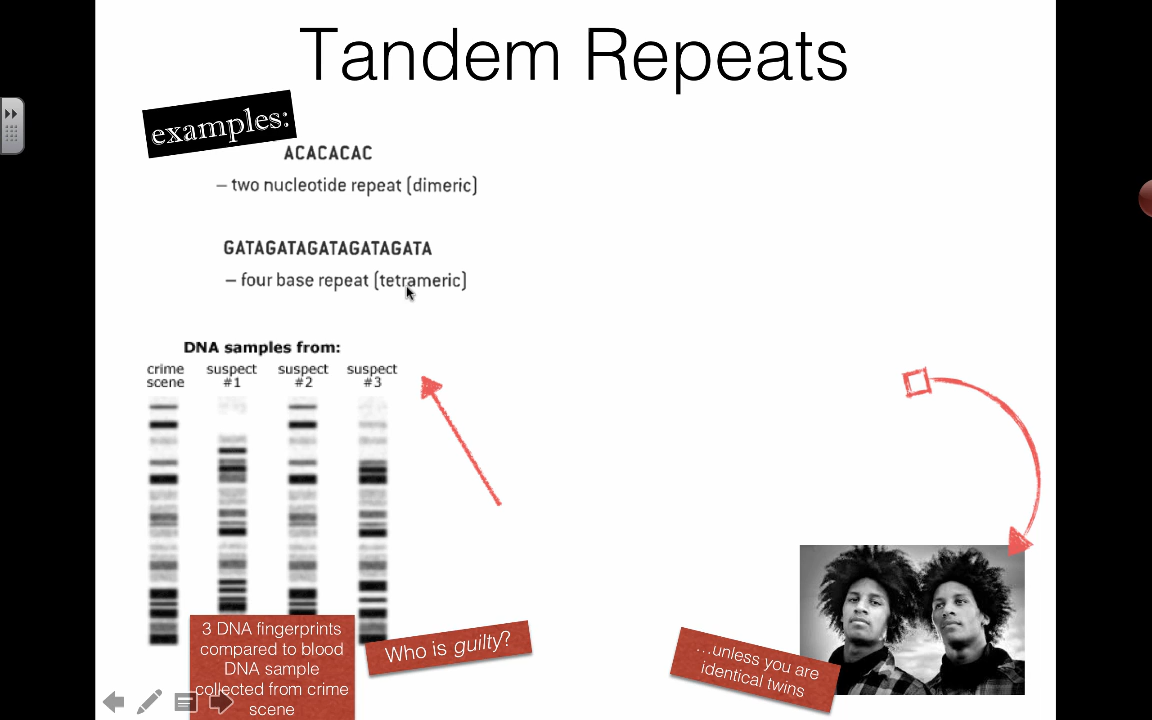 Tandem Repeats
examples:
ACACACAC
– two nucleotide repeat (dimeric)
GATAGATAGATAGATAGATA
– four base repeat (tetrameric)
DNA samples from:
crime scene
suspect #1
suspect #2
suspect #3
3 DNA fingerprints
compared to blood
DNA sample
collected from crime
scene
Who is guilty?
...unless you are
identical twins